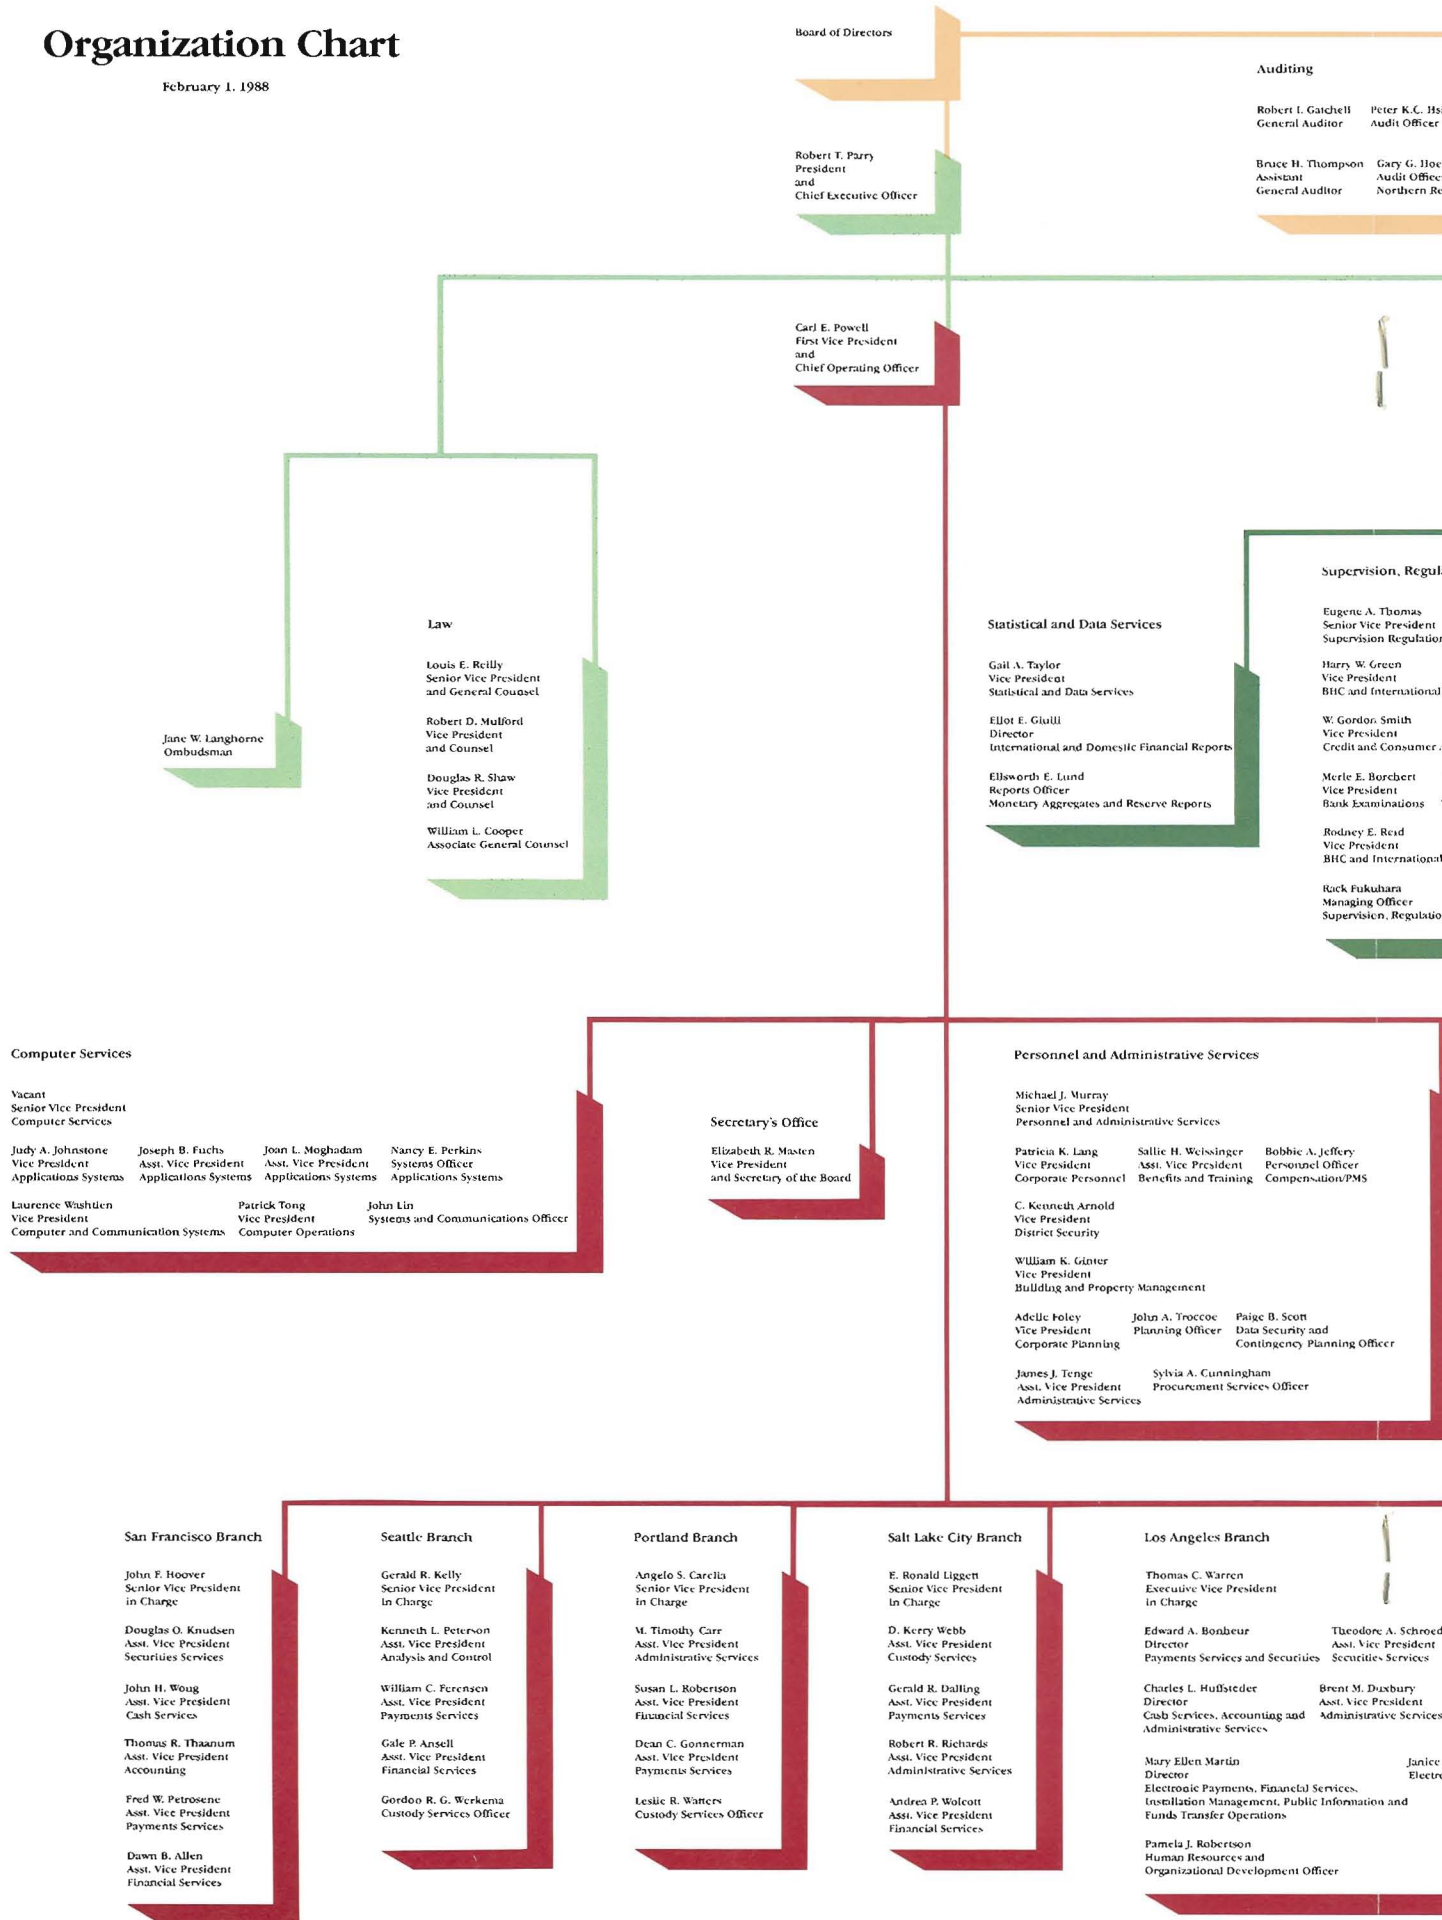 Organization Chart
February 1, 1988
Board of Directors
Auditing
Robert I. Gatchell
General Auditor
Peter K.C.
Audit Officer
Bruce H. Thompson
Assistant
General Auditor
Gary G.
Audit
Northern
Robert T. Parry
President
and
Chief Executive Officer
Carl E. Powell
First Vice President
and
Chief Operating Officer
Jane W. Langhorne
Ombudsman
Law
Louis E. Reilly
Senior Vice President
and General Counsel
Robert D. Mulford
Vice President
and Counsel
Douglas R. Shaw
Vice President
and Counsel
William L. Cooper
Associate General Counsel
Statistical and Data Services
Gail A. Taylor
Vice President
Statistical and Data Services
Eliot E. Giuili
Director
International and Domestic Financial Reports
Ellsworth E. Lund
Reports Officer
Monetary Aggregates and Reserve Reports
Supervision,
Eugene A. Thomas
Senior Vice President
Supervision
Harry W. Green
Vice President
BHC and International
W. Gordon Smith
Vice President
Credit and Consumer
Merle E. Borchert
Vice President
Bank Examinations
Rodney E. Reid
Vice President
BHC and International
Rack Fukuhara
Managing Officer
Supervision,
Computer Services
Vacant
Senior Vice President
Computer Services
Judy A. Johnstone
Vice President
Applications Systems
Joseph B. Fuchs
Asst. Vice President
Applications Systems
Joan L. Moghadam
Asst. Vice President
Applications Systems
Nancy E. Perkins
Systems Officer
Applications Systems
Laurence Washtien
Vice President
Computer and Communication Systems
Patrick Tong
Vice President
Computer Operations
John Lin
Systems and Communications Officer
Secretary's Office
Elizabeth R. Masten
Vice President
and Secretary of the Board
Personnel and Administrative Services
Michael J. Murray
Senior Vice President
Personnel and Administrative Services
Patricia K. Lang
Vice President
Corporate Personnel
Sallie H. Weissinger
Asst. Vice President
Benefits and Training
Bobbie A. Jeffery
Personnel Officer
Compensation/PMS
C. Kenneth Arnold
Vice President
District Security
William K. Ginter
Vice President
Building and Property Management
Adelle Foley
Vice President
Corporate Planning
John A. Troccoe
Planning Officer
Paige B. Scott
Data Security and
Contingency Planning Officer
James J. Tenge
Asst. Vice President
Administrative Services
Sylvia A. Cunningham
Procurement Services Officer
San Francisco Branch
John F. Hoover
Senior Vice President
in Charge
Douglas O. Knudsen
Asst. Vice President
Securities Services
John H. Woug
Asst. Vice President
Cash Services
Thomas R. Thaanum
Asst. Vice President
Accounting
Fred W. Petrosene
Asst. Vice President
Payments Services
Dawn B. Allen
Asst. Vice President
Financial Services
Seattle Branch
Gerald R. Kelly
Senior Vice President
in Charge
Kenneth L. Peterson
Asst. Vice President
Analysis and Control
William C. Ferensen
Asst. Vice President
Payments Services
Gale P. Ansell
Asst. Vice President
Financial Services
Gordon R. G. Werkema
Custody Services Officer
Portland Branch
Angelo S. Carella
Senior Vice President
in Charge
M. Timothy Carr
Asst. Vice President
Administrative Services
Susan L. Robertson
Asst. Vice President
Financial Services
Dean C. Gonnerman
Asst. Vice President
Payments Services
Leslie R. Watters
Custody Services Officer
Salt Lake City Branch
E. Ronald Liggett
Senior Vice President
in Charge
D. Kerry Webb
Asst. Vice President
Custody Services
Gerald R. Dalling
Asst. Vice President
Payments Services
Robert R. Richards
Asst. Vice President
Administrative Services
Andrea P. Wolcott
Asst. Vice President
Financial Services
Los Angeles Branch
Thomas C. Warren
Executive Vice President
in Charge
Edward A. Bonheur
Director
Payments Services and Securities
Theodore A.
Asst. Vice President
Securities Services
Charles L. Huffsteder
Director
Cash Services, Accounting and
Administrative Services
Brent M. Duxbury
Asst. Vice President
Administrative Services
Mary Ellen Martin
Director
Electronic Payments, Financial Services,
Installation Management, Public Information and
Funds Transfer Operations
Janice
Pamela J. Robertson
Human Resources and
Organizational Development Officer